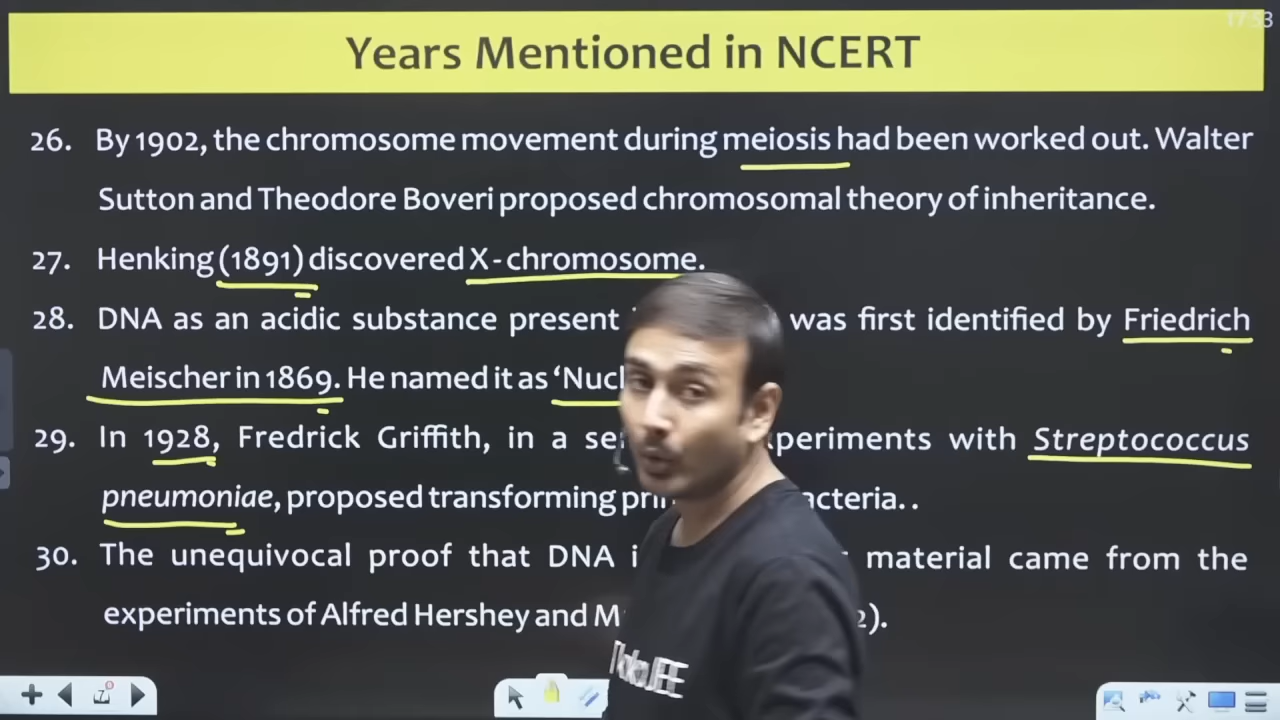 17:53
Years Mentioned in NCERT
26. By 1902, the chromosome movement during meiosis had been worked out. Walter
Sutton and Theodore Boveri proposed chromosomal theory of inheritance.
27. Henking (1891) discovered X-chromosome.
28. DNA as an acidic substance present was first identified by Friedrich
Meischer in 1869. He named it as ‘Nucl
29. In 1928, Fredrick Griffith, in a se xperiments with Streptococcus
pneumoniae, proposed transforming prin acteria. .
30. The unequivocal proof that DNA i material came from the
experiments of Alfred Hershey and M 2).